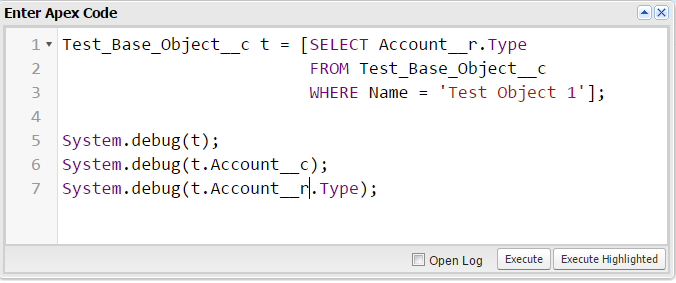 Enter Apex Code
1 Test_Base_Object__c t = [SELECT Account__r.Type
2 FROM Test_Base_Object__c
3 WHERE Name = 'Test Object 1'];
4
5 System.debug(t);
6 System.debug(t.Account__c);
7 System.debug(t.Account__r.Type);
Open Log Execute Execute Highlighted